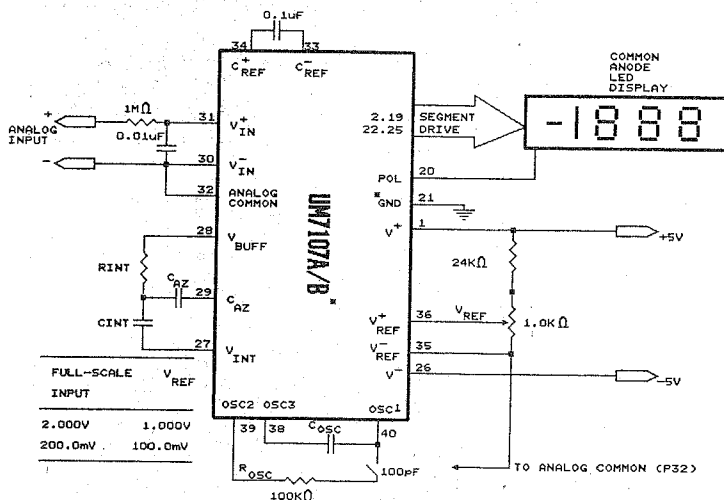 0.1uF
34 33
C+REF C-REF
COMMON
ANODE
LED
DISPLAY
-1888
+
ANALOG
INPUT
-
1MΩ
0.01uF
31 V+IN
30 V-IN
32 ANALOG
COMMON
28 VBUFF
RINT
CAZ
29 CAZ
CINT
27 VINT
UM7107A/B
*
2.19 SEGMENT
22.25 DRIVE
POL 20
*GND 21
V+ 1
+5V
24KΩ
V+REF 36 VREF
1.0KΩ
V-REF 35
V- 26
-5V
FULL-SCALE VREF
INPUT
2.000V 1.000V
200.0mV 100.0mV
OSC2 OSC3 OSC1
39 38 COSC 40
ROSC
100KΩ
100pF
TO ANALOG COMMON (P32)